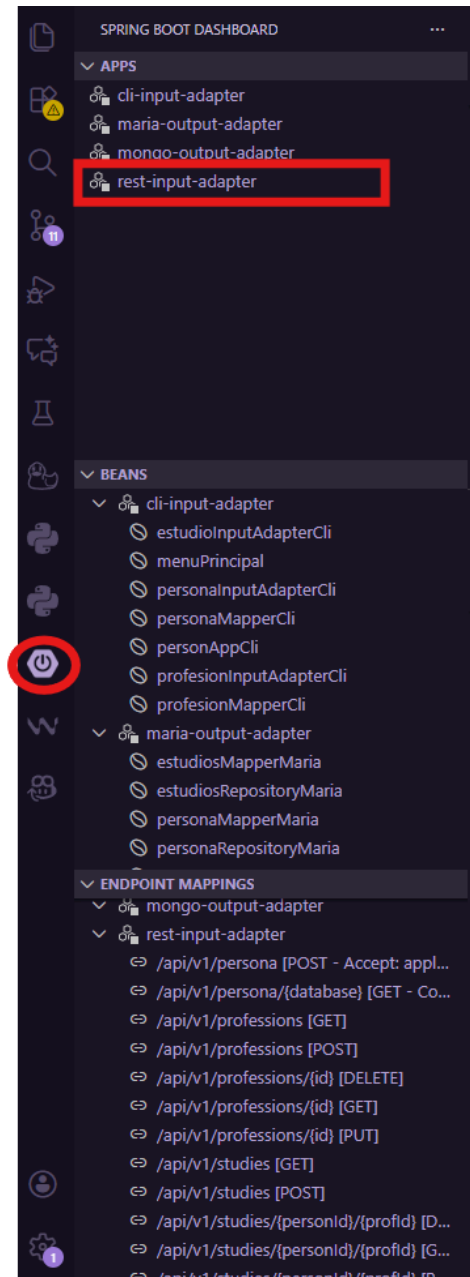 SPRING BOOT DASHBOARD ...
APPS
cli-input-adapter
maria-output-adapter
mongo-output-adapter
rest-input-adapter
11
BEANS
cli-input-adapter
estudioInputAdapterCli
menuPrincipal
personaInputAdapterCli
personaMapperCli
personAppCli
profesionInputAdapterCli
profesionMapperCli
maria-output-adapter
estudiosMapperMaria
estudiosRepositoryMaria
personaMapperMaria
personaRepositoryMaria
ENDPOINT MAPPINGS
mongo-output-adapter
rest-input-adapter
/api/v1/persona [POST - Accept: appl...
/api/v1/persona/{database} [GET - Co...
/api/v1/professions [GET]
/api/v1/professions [POST]
/api/v1/professions/{id} [DELETE]
/api/v1/professions/{id} [GET]
/api/v1/professions/{id} [PUT]
/api/v1/studies [GET]
/api/v1/studies [POST]
/api/v1/studies/{personId}/{profId} [D...
/api/v1/studies/{personId}/{profId} [G...
1